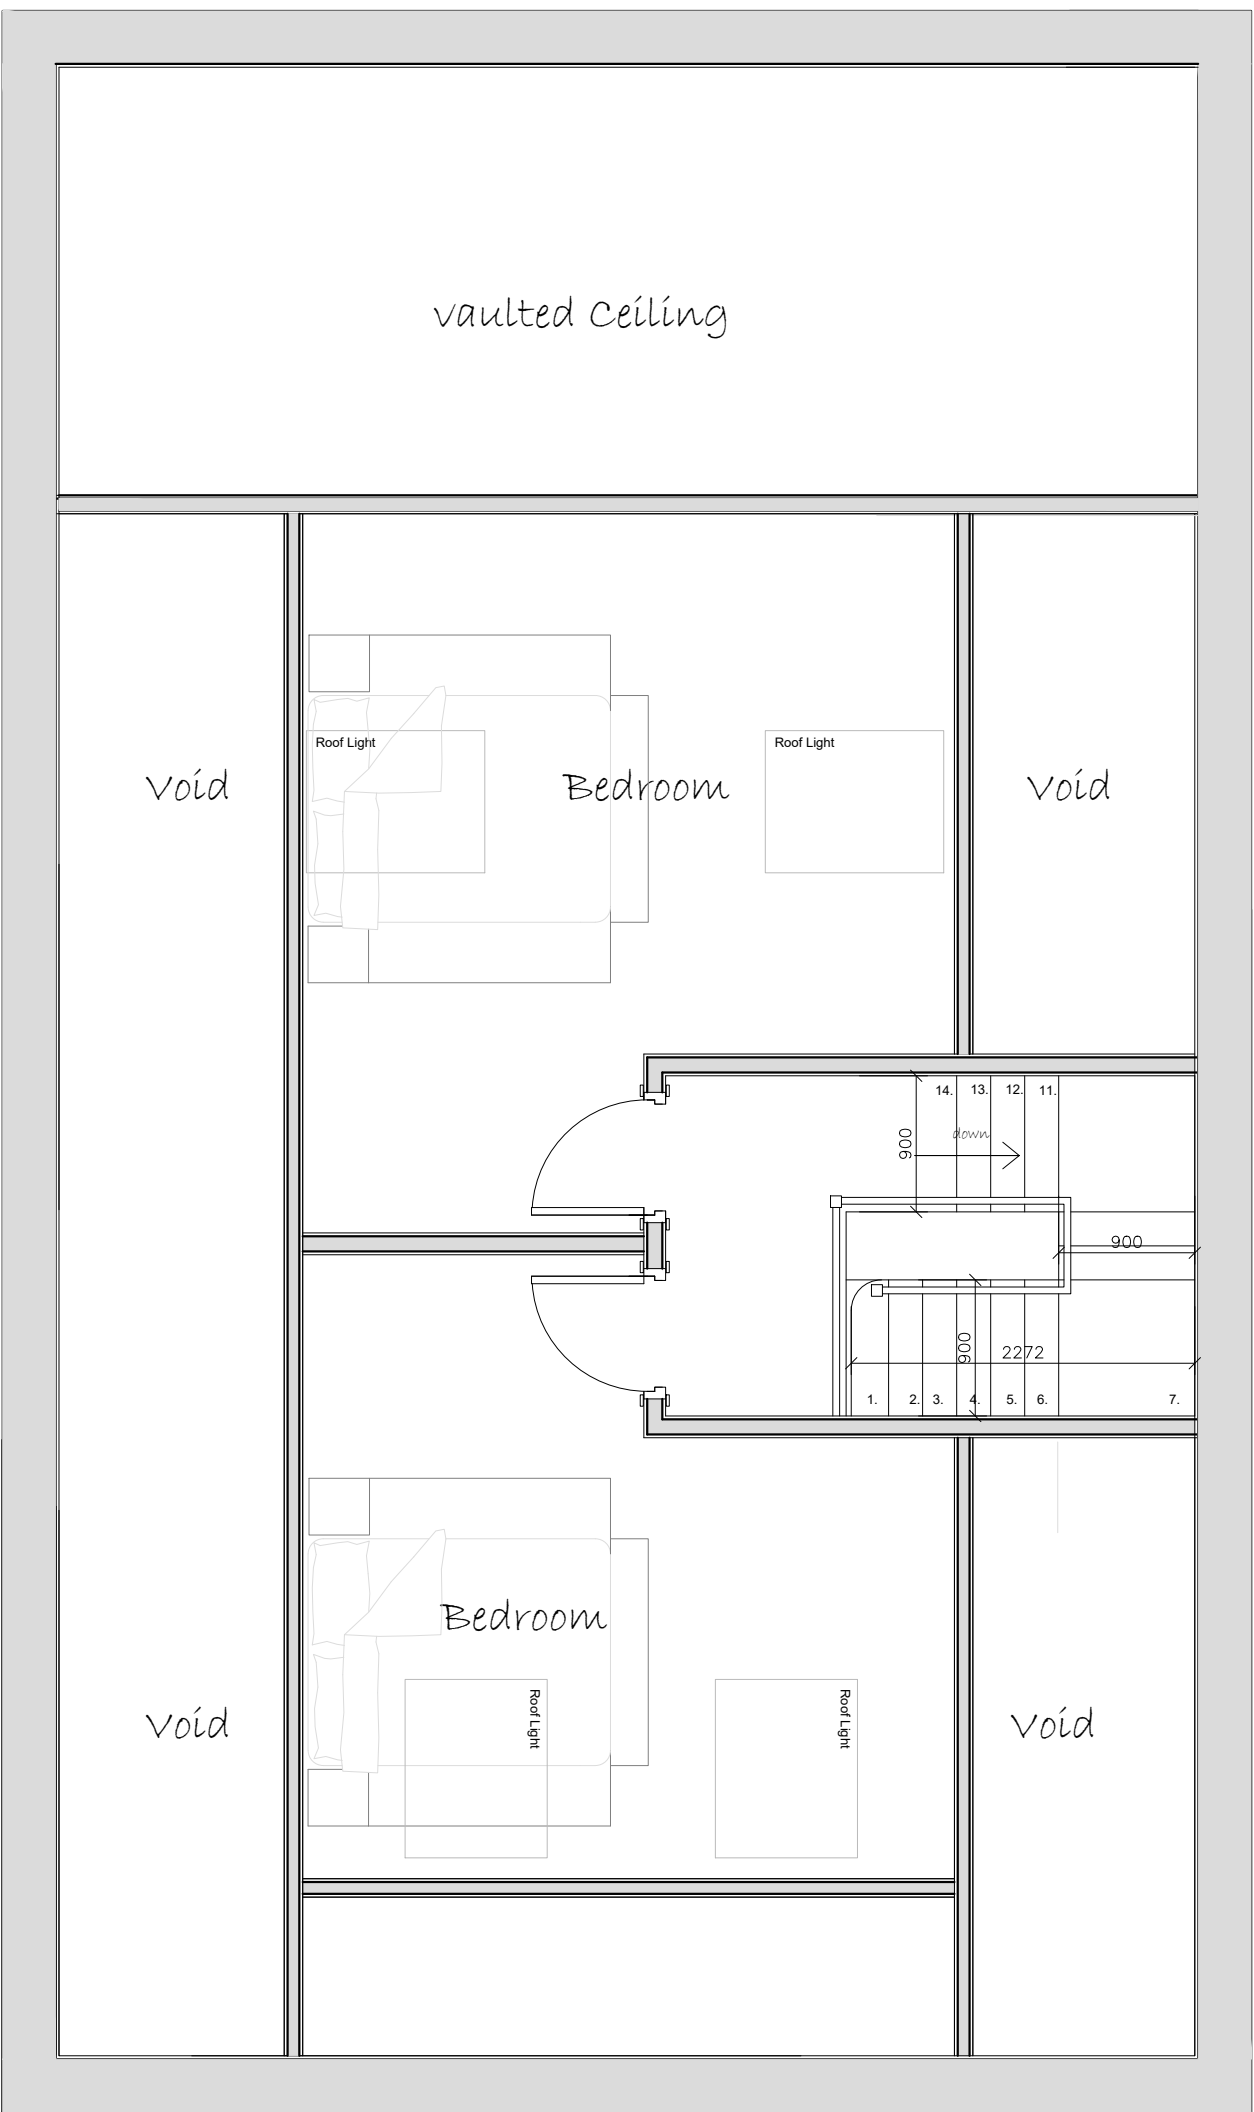 vaulted Ceiling
Roof Light
Roof Light
Void
Bedroom
Void
14. 13. 12. 11.
down
900
900
900
2272
1. 2. 3. 4. 5. 6. 7.
Bedroom
Roof Light
Roof Light
Void
Void